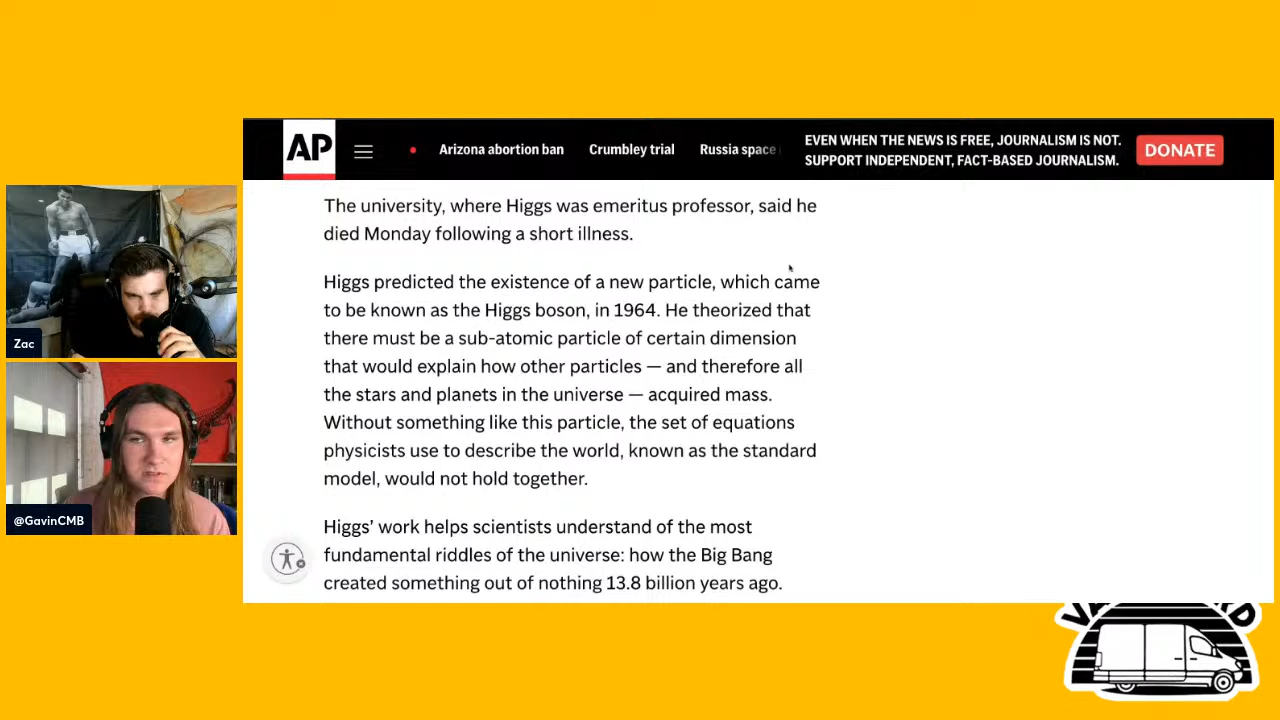 AP
Arizona abortion ban
Crumbley trial
Russia space
EVEN WHEN THE NEWS IS FREE, JOURNALISM IS NOT.
SUPPORT INDEPENDENT, FACT-BASED JOURNALISM.
DONATE
The university, where Higgs was emeritus professor, said he
died Monday following a short illness.
Higgs predicted the existence of a new particle, which came
to be known as the Higgs boson, in 1964. He theorized that
there must be a sub-atomic particle of certain dimension
that would explain how other particles — and therefore all
the stars and planets in the universe — acquired mass.
Without something like this particle, the set of equations
physicists use to describe the world, known as the standard
model, would not hold together.
Higgs’ work helps scientists understand of the most
fundamental riddles of the universe: how the Big Bang
created something out of nothing 13.8 billion years ago.
Zac
@GavinCMB